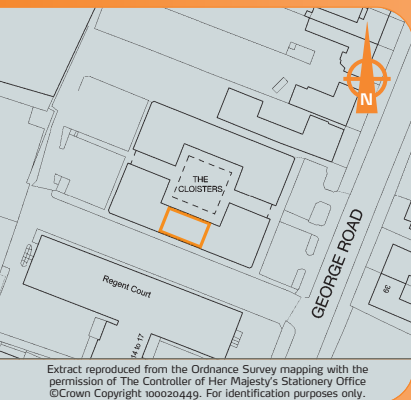 N
THE
CLOISTERS
GEORGE ROAD
39
Regent Court
14 to 17
Extract reproduced from the Ordnance Survey mapping with the
permission of The Controller of Her Majesty's Stationery Office
©Crown Copyright 100020449. For identification purposes only.